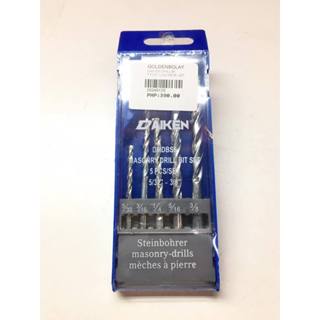 GOLDENBOLAT
PHP:390.00
DAIKEN
DMDBS5
MASONRY DRILL BIT SET
5 PCS/SET
5/32" - 3/8"
5/32 3/16 1/4 5/16 3/8
Steinbohrer
masonry-drills
mèches à pierre